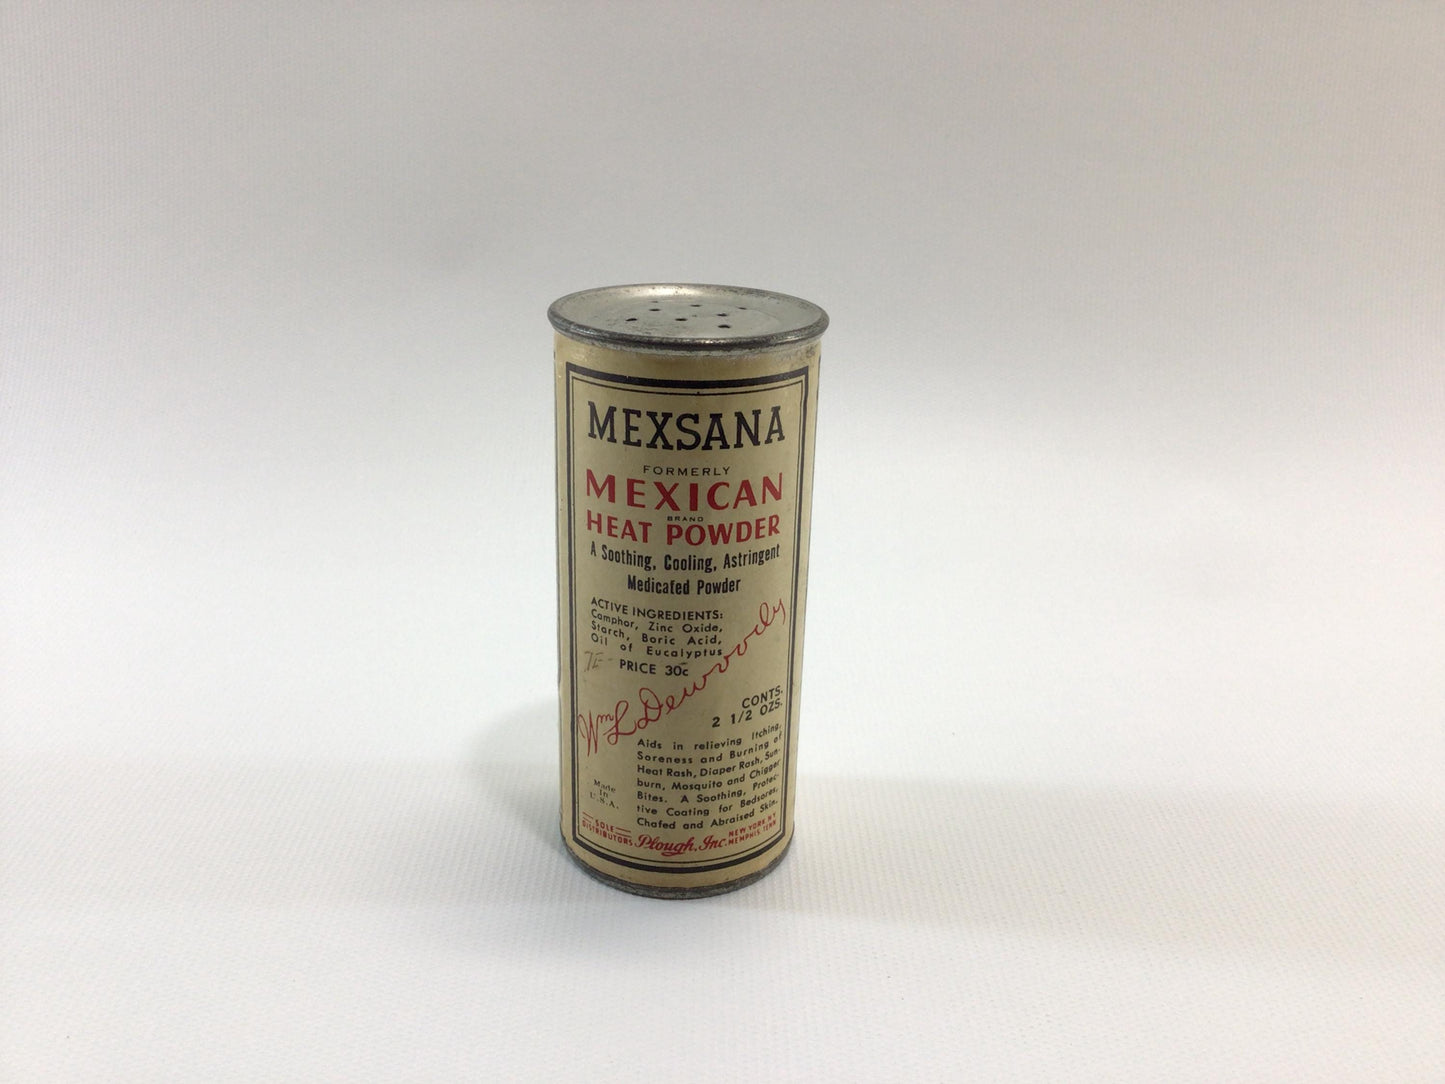 MEXSANA
FORMERLY
MEXICAN
BRAND
HEAT POWDER
A Soothing, Cooling, Astringent
Medicated Powder
ACTIVE INGREDIENTS:
Camphor, Zinc Oxide,
Starch, Boric Acid,
Oil of Eucalyptus
PRICE 30c
Wm L Dewoody
CONTS.
2 1/2 OZS.
Aids in relieving Itching,
Soreness and Burning of
Heat Rash, Diaper Rash, Sun-
burn, Mosquito and Chigger
Bites. A Soothing, Protec-
tive Coating for Bedsores,
Chafed and Abraised Skin.
Made
In
U.S.A.
SOLE
DISTRIBUTORS
Plough, Inc.
NEW YORK N.Y.
MEMPHIS TENN.